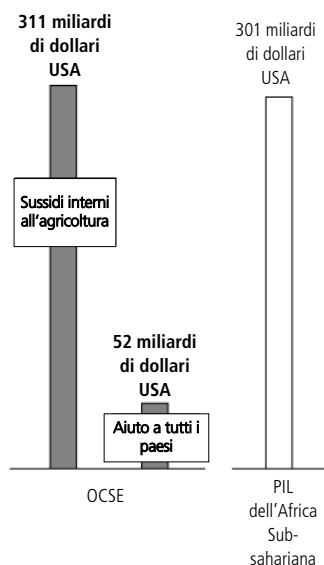 311 miliardi
di dollari
USA
Sussidi interni
all'agricoltura
52 miliardi
di dollari
USA
Aiuto a tutti i
paesi
OCSE
301 miliardi
di dollari
USA
PIL
dell'Africa
Sub-
sahariana